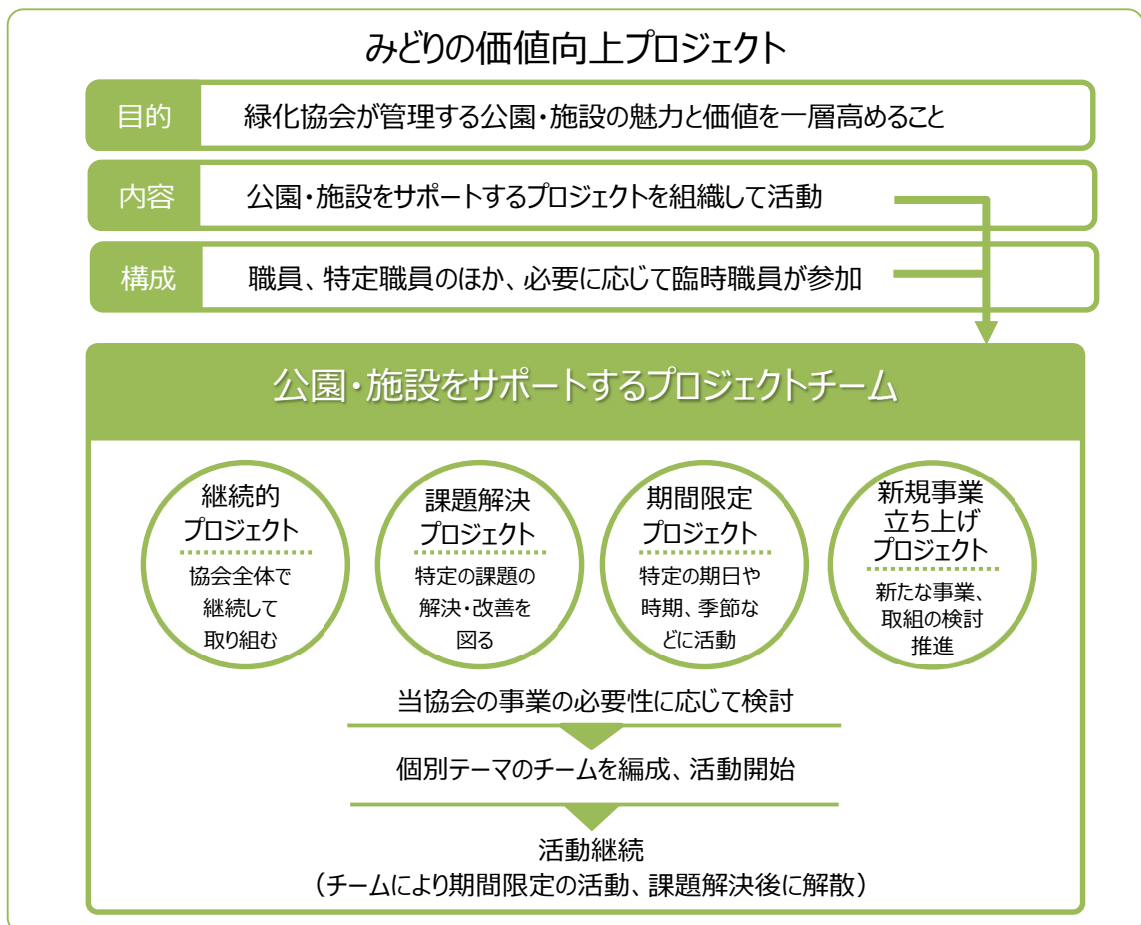 みどりの価値向上プロジェクト
目的
緑化協会が管理する公園・施設の魅力と価値を一層高めること
内容
公園・施設をサポートするプロジェクトを組織して活動
構成
職員、特定職員のほか、必要に応じて臨時職員が参加
公園・施設をサポートするプロジェクトチーム
継続的
プロジェクト
協会全体で
継続して
取り組む
課題解決
プロジェクト
特定の課題の
解決・改善を
図る
期間限定
プロジェクト
特定の期日や
時期、季節な
どに活動
新規事業
立ち上げ
プロジェクト
新たな事業、
取組の検討
推進
当協会の事業の必要性に応じて検討
個別テーマのチームを編成、活動開始
活動継続
（チームにより期間限定の活動、課題解決後に解散）